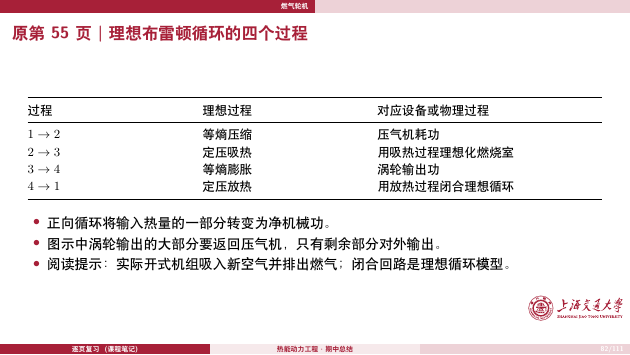 燃气轮机
原第 55 页 | 理想布雷顿循环的四个过程
过程 理想过程 对应设备或物理过程
1 → 2 等熵压缩 压气机耗功
2 → 3 定压吸热 用吸热过程理想化燃烧室
3 → 4 等熵膨胀 涡轮输出功
4 → 1 定压放热 用放热过程闭合理想循环
• 正向循环将输入热量的一部分转变为净机械功。
• 图示中涡轮输出的大部分要返回压气机，只有剩余部分对外输出。
• 阅读提示：实际开式机组吸入新空气并排出燃气；闭合回路是理想循环模型。
上海交通大学
SHANGHAI JIAO TONG UNIVERSITY
逐页复习（课程笔记） 热能动力工程 · 期中总结 82/111